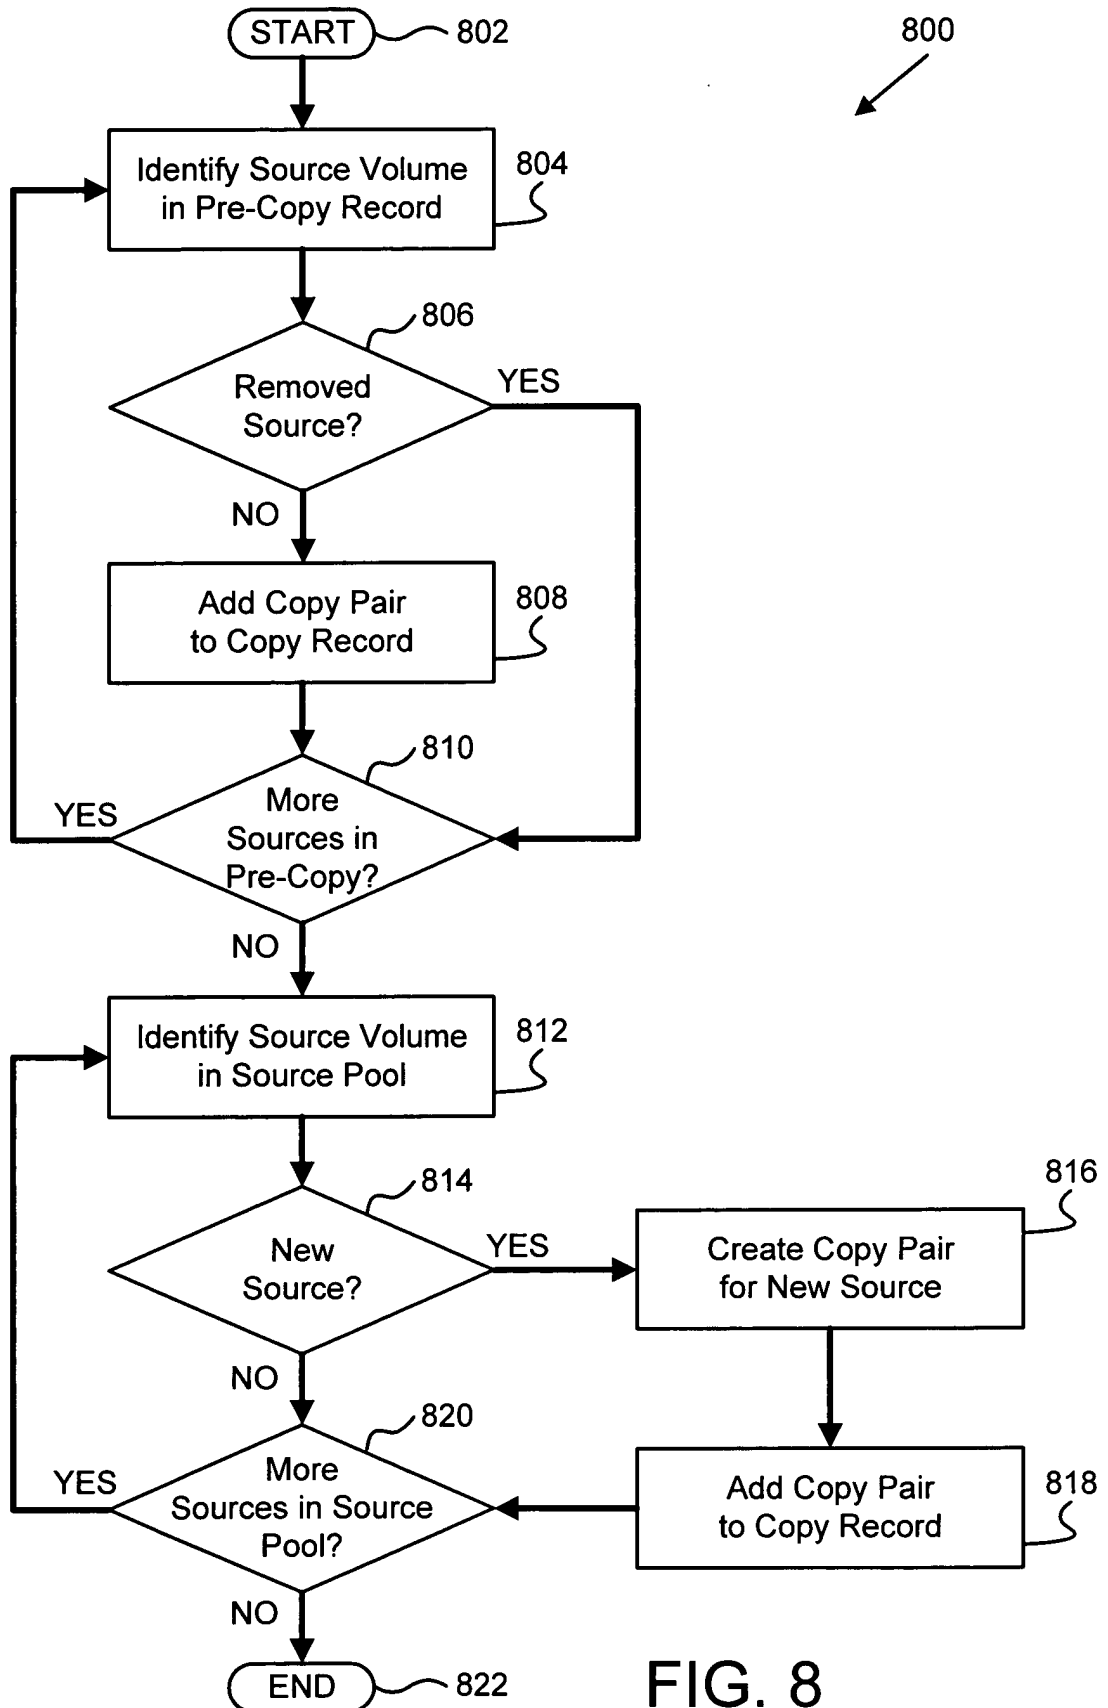 START
802
800
Identify Source Volume
in Pre-Copy Record
804
806
Removed
Source?
YES
NO
Add Copy Pair
to Copy Record
808
810
More
Sources in
Pre-Copy?
YES
NO
Identify Source Volume
in Source Pool
812
814
New
Source?
YES
NO
Create Copy Pair
for New Source
816
Add Copy Pair
to Copy Record
818
820
More
Sources in Source
Pool?
YES
NO
END
822
FIG. 8